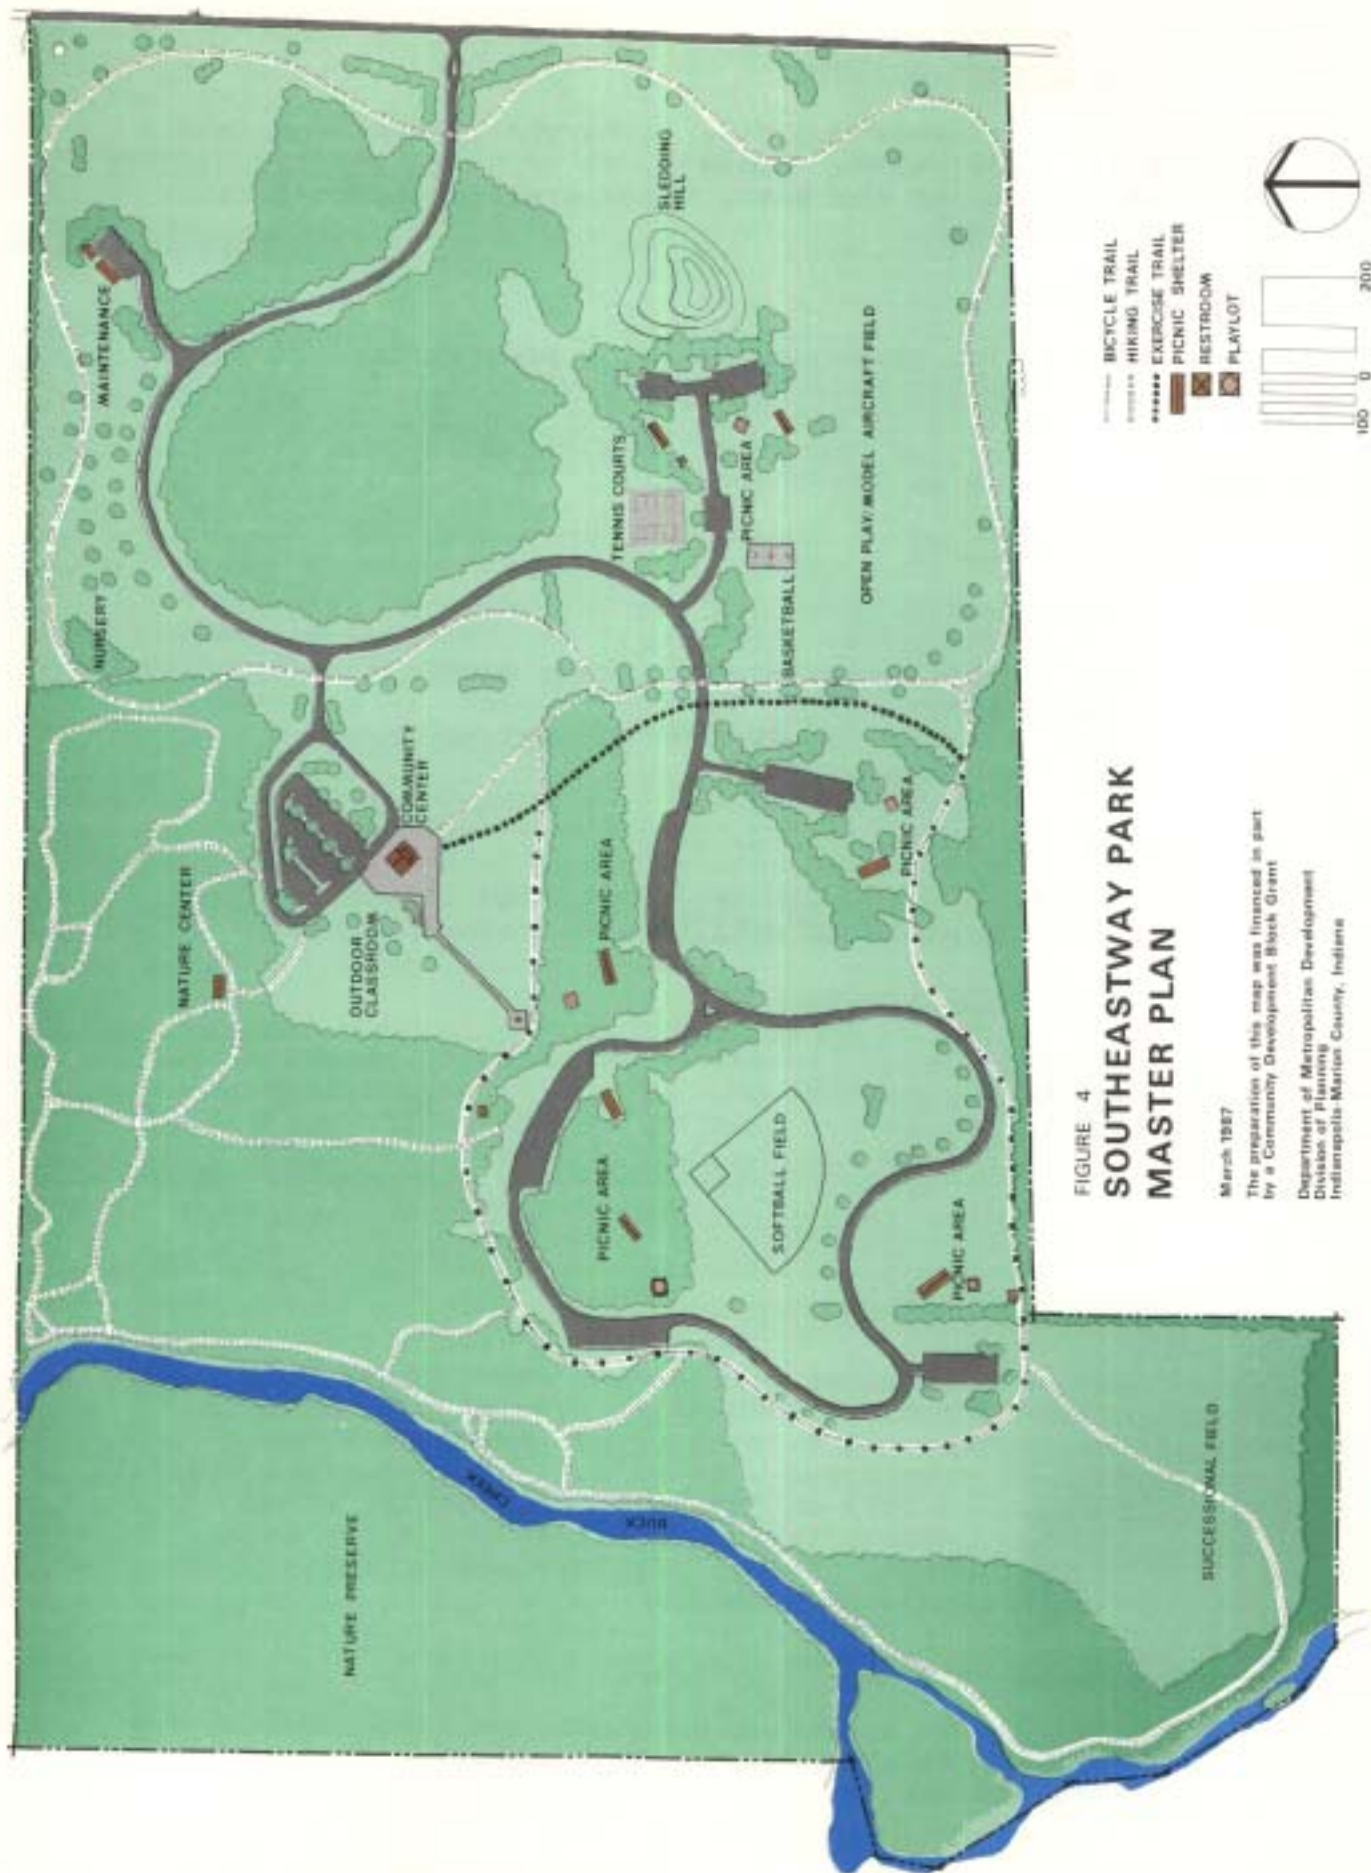 MAINTENANCE
NURSERY
NATURE CENTER
COMMUNITY
CENTER
OUTDOOR
CLASSROOM
NATURE PRESERVE
SLEDDING
HILL
TENNIS COURTS
PICNIC AREA
BASKETBALL
OPEN PLAY/MODEL AIRCRAFT FIELD
PICNIC AREA
PICNIC AREA
PICNIC AREA
SOFTBALL FIELD
PICNIC AREA
BUCK
CREEK
SUCCESSIONAL FIELD
FIGURE 4
SOUTHEASTWAY PARK
MASTER PLAN
March 1987
The preparation of this map was financed in part
by a Community Development Block Grant
Department of Metropolitan Development
Division of Planning
Indianapolis-Marion County, Indiana
BICYCLE TRAIL
HIKING TRAIL
EXERCISE TRAIL
PICNIC SHELTER
RESTROOM
PLAYLOT
100 0 200